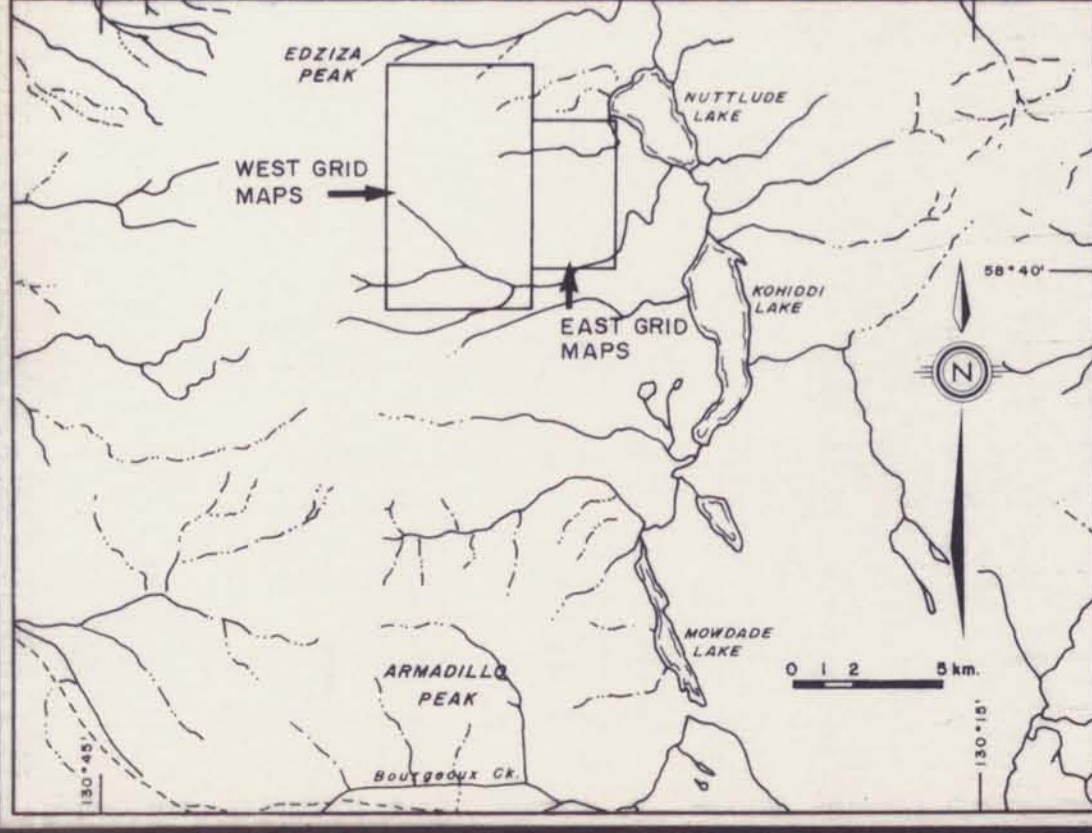 EDZIZA
PEAK
NUTTLUDE
LAKE
WEST GRID
MAPS
58°40'
KOHIDDI
LAKE
EAST GRID
MAPS
N
MOWDADE
LAKE
0 1 2 5 km.
ARMADILLO
PEAK
130°45'
130°15'
Bourgeoux Ck.